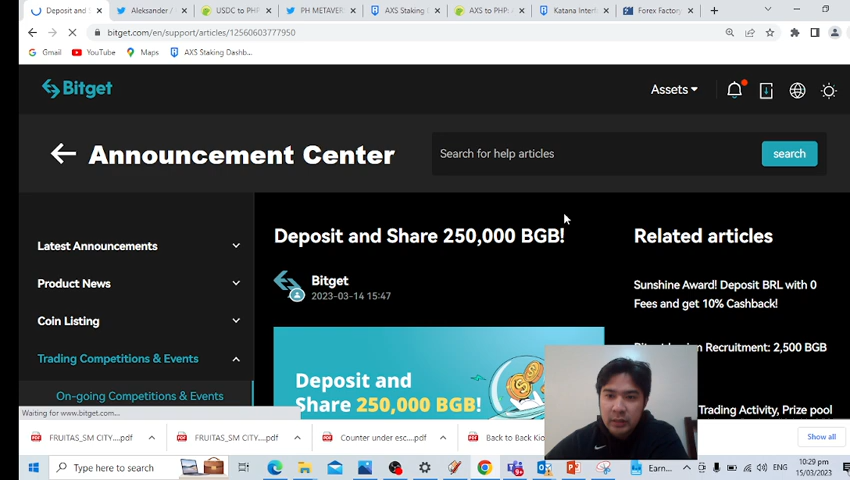 Deposit and S
Aleksander /
USDC to PHP
PH METAVER
AXS Staking
AXS to PHP: A
Katana Interf
Forex Factory
bitget.com/en/support/articles/12560603777950
Gmail
YouTube
Maps
AXS Staking Dashb...
Bitget
Assets
Announcement Center
Search for help articles
search
Latest Announcements
Product News
Coin Listing
Trading Competitions & Events
On-going Competitions & Events
Deposit and Share 250,000 BGB!
Bitget
2023-03-14 15:47
Deposit and
Share 250,000 BGB!
Related articles
Sunshine Award! Deposit BRL with 0
Fees and get 10% Cashback!
Recruitment: 2,500 BGB
Trading Activity, Prize pool
Waiting for www.bitget.com...
FRUITAS_SM CITY....pdf
FRUITAS_SM CITY....pdf
Counter under esc....pdf
Back to Back Kio
Show all
Type here to search
Earn...
ENG
10:29 pm
15/03/2023